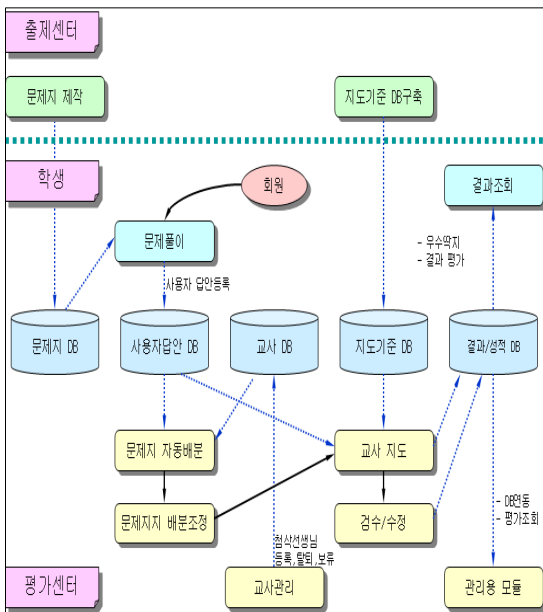 출제센터
문제지 제작
지도기준 DB구축
학생
회원
결과조회
문제풀이
- 우수딱지
- 결과 평가
사용자 답안등록
문제지 DB
사용자답안 DB
교사 DB
지도기준 DB
결과/성적 DB
문제지 자동배분
교사 지도
문제지지 배분조정
검수/수정
- DB연동
- 평가조회
첨삭선생님
등록,탈퇴,보류
평가센터
교사관리
관리용 모듈